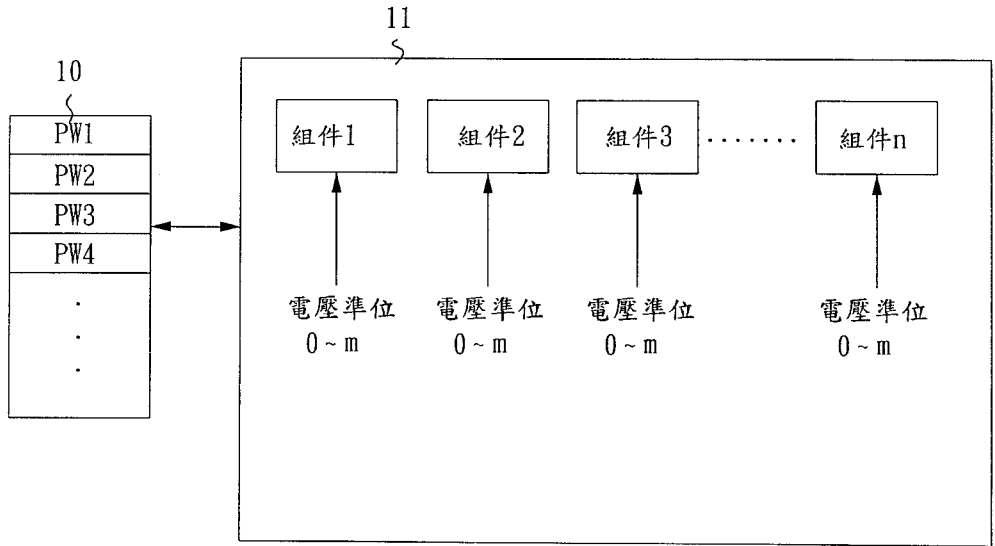 11
10
PW1
PW2
PW3
PW4
組件1
組件2
組件3
.......
組件n
電壓準位
0~m
電壓準位
0~m
電壓準位
0~m
電壓準位
0~m